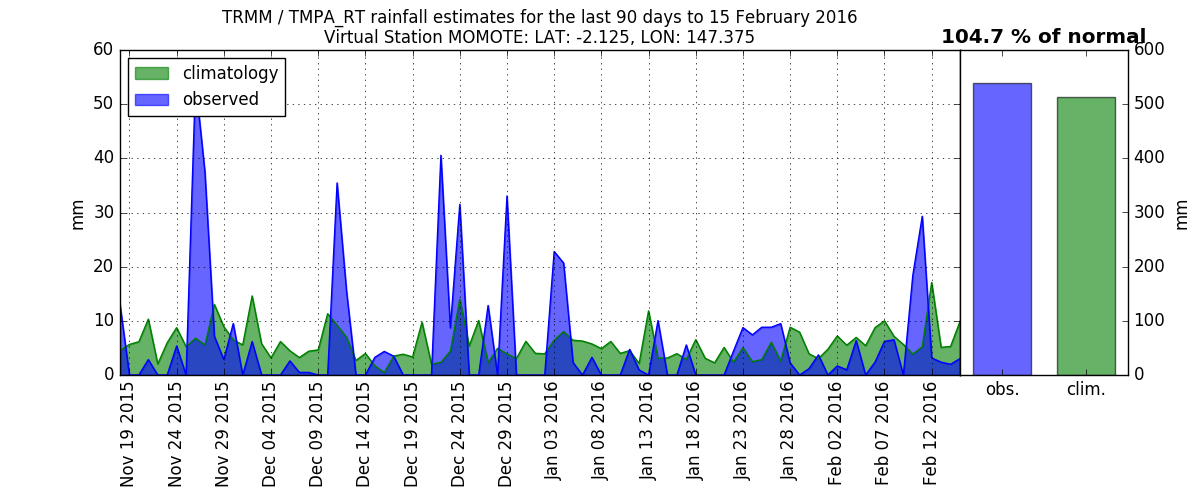 TRMM / TMPA_RT rainfall estimates for the last 90 days to 15 February 2016
Virtual Station MOMOTE: LAT: -2.125, LON: 147.375
104.7 % of normal
climatology
observed
60
50
40
30
20
10
0
mm
600
500
400
300
200
100
0
mm
Nov 19 2015
Nov 24 2015
Nov 29 2015
Dec 04 2015
Dec 09 2015
Dec 14 2015
Dec 19 2015
Dec 24 2015
Dec 29 2015
Jan 03 2016
Jan 08 2016
Jan 13 2016
Jan 18 2016
Jan 23 2016
Jan 28 2016
Feb 02 2016
Feb 07 2016
Feb 12 2016
obs.
clim.